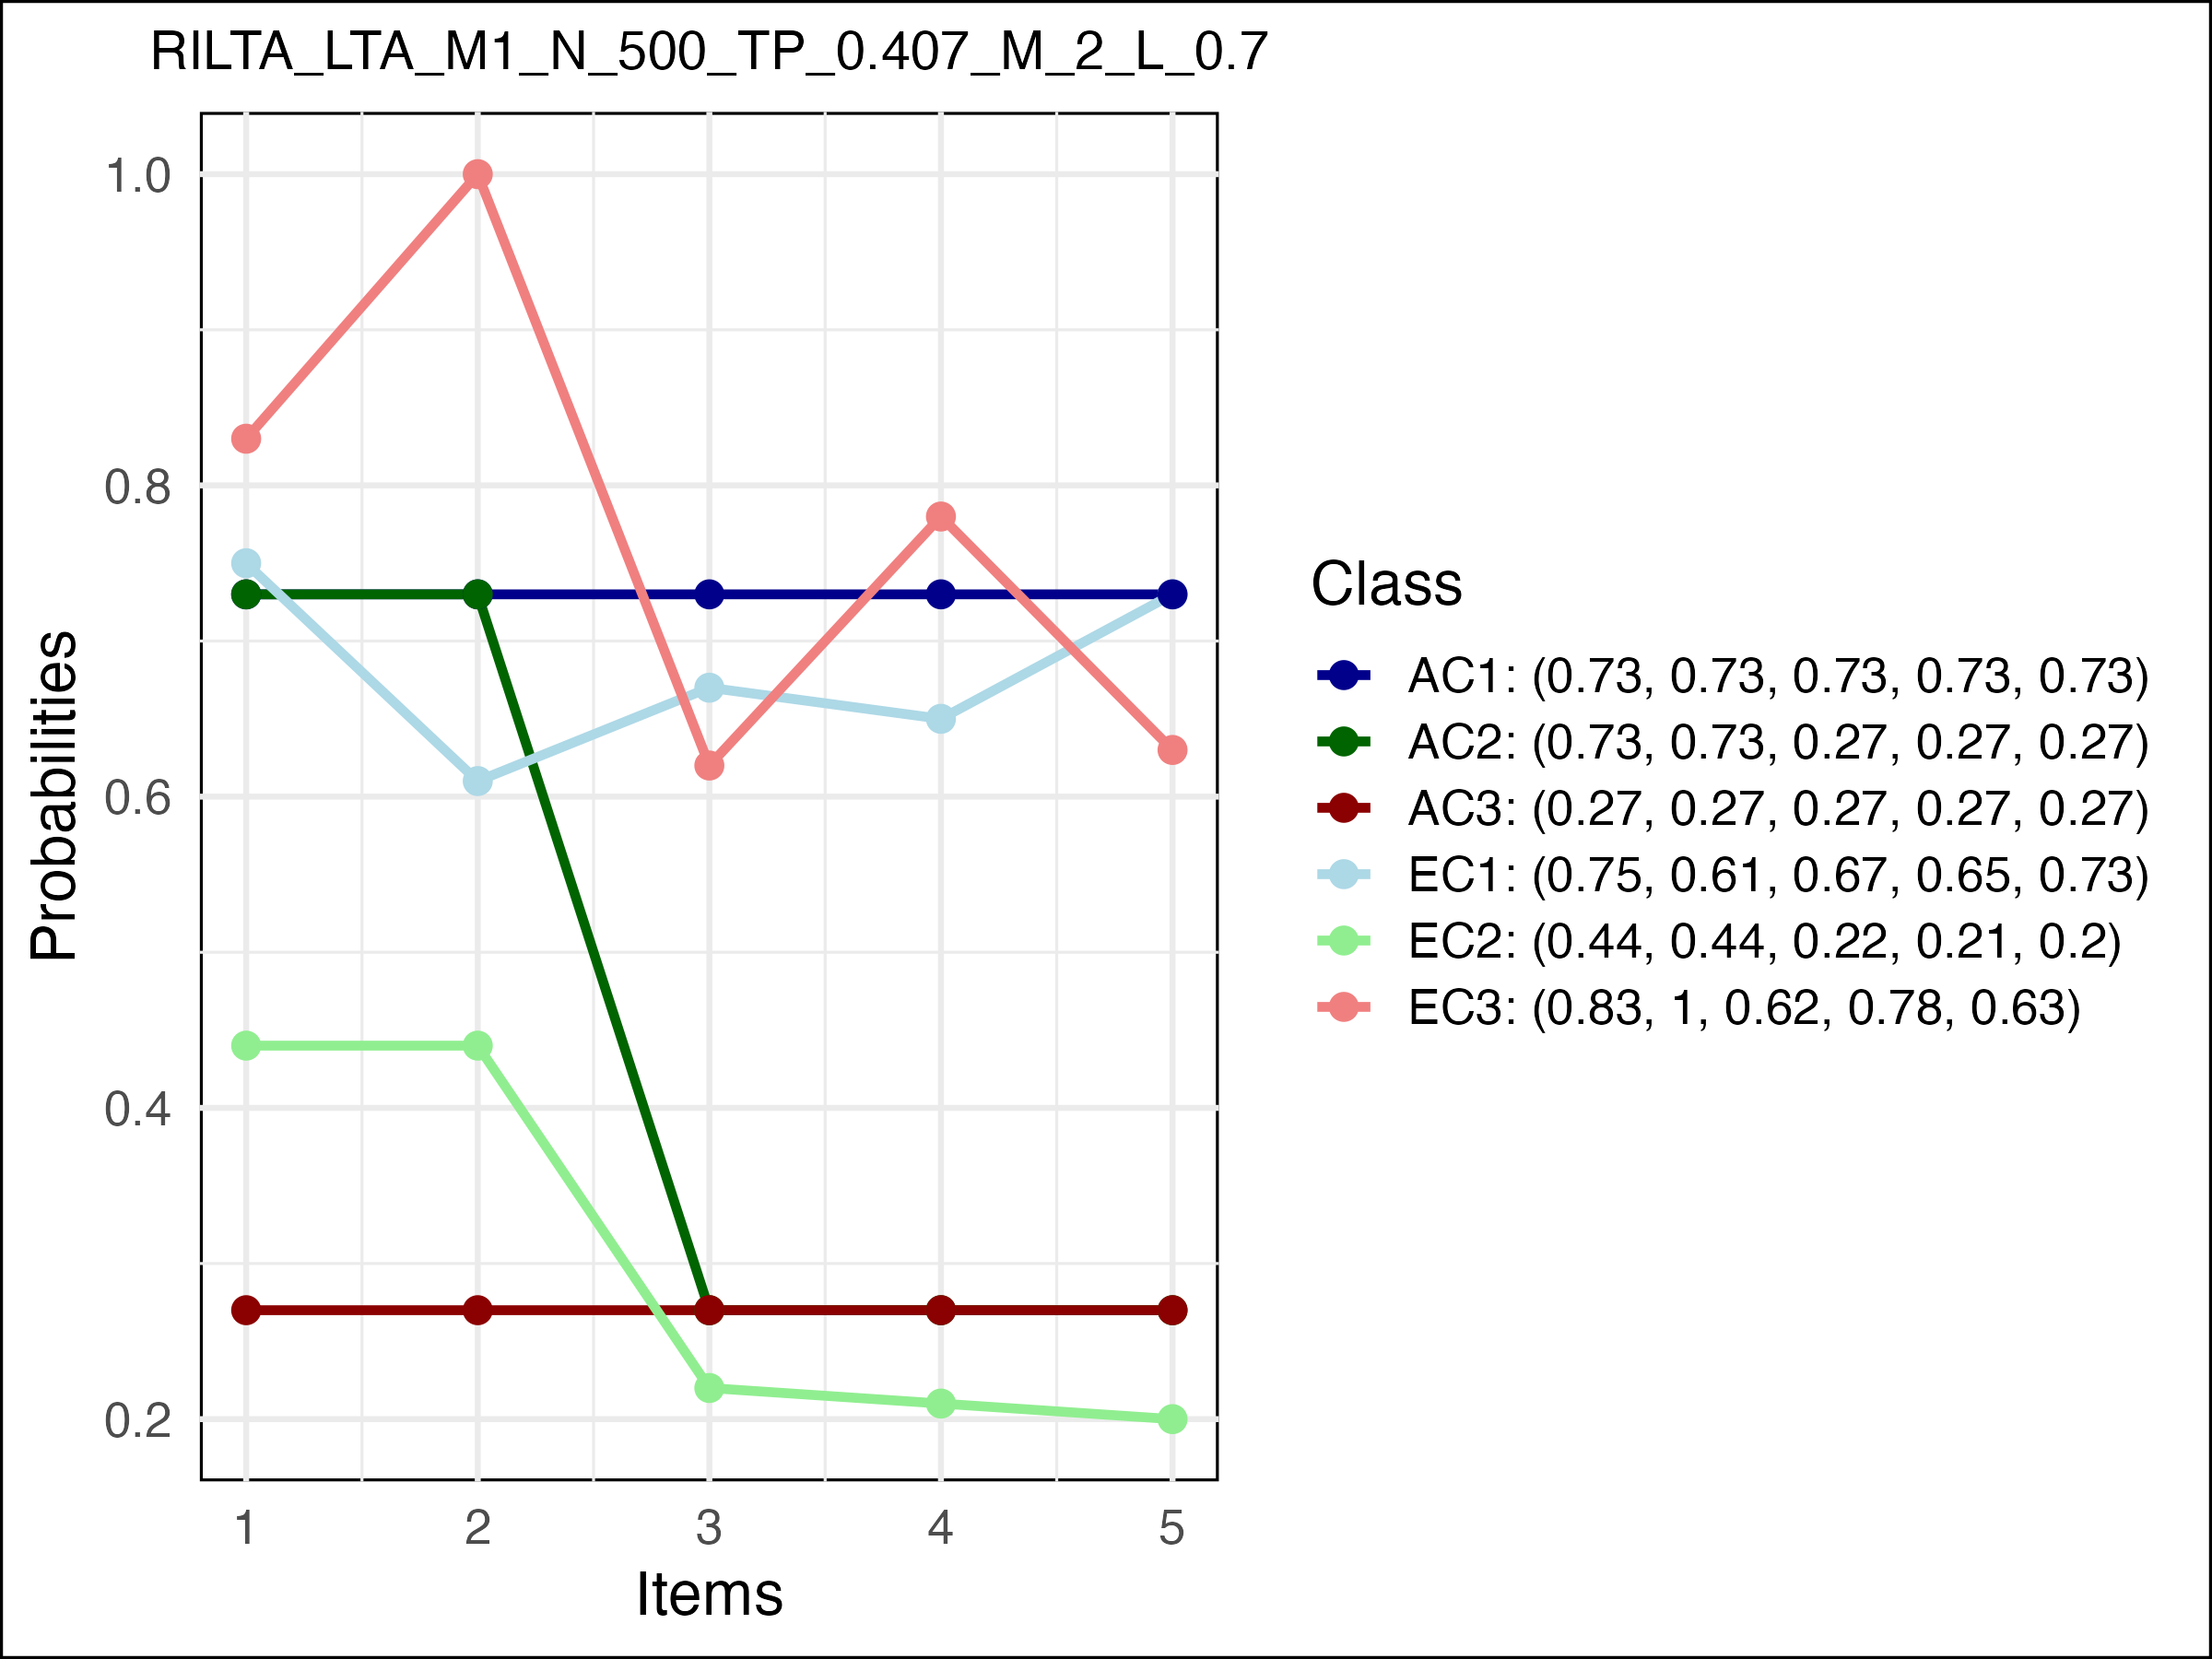 RILTA_LTA_M1_N_500_TP_0.407_M_2_L_0.7
Probabilities
1.0
0.8
0.6
0.4
0.2
1 2 3 4 5
Items
Class
AC1: (0.73, 0.73, 0.73, 0.73, 0.73)
AC2: (0.73, 0.73, 0.27, 0.27, 0.27)
AC3: (0.27, 0.27, 0.27, 0.27, 0.27)
EC1: (0.75, 0.61, 0.67, 0.65, 0.73)
EC2: (0.44, 0.44, 0.22, 0.21, 0.2)
EC3: (0.83, 1, 0.62, 0.78, 0.63)